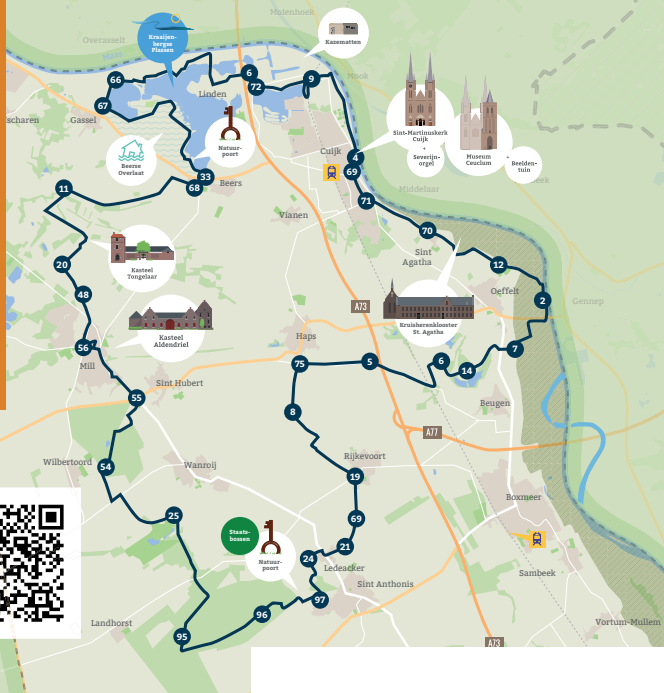 Molenhoek
Overasselt
Maas
Kraaijen-
bergse
Plassen
Kazematten
Mook
66
6
72
9
67
Linden
scharen
Gassel
Sint-Martinuskerk
Cuijk
+
Severijn-
orgel
Museum
Ceuclum
+
Beelden-
tuin
Natuur-
poort
Beerse
Overlaat
Cuijk
4
69
33
68
Beers
11
Middelaar
eek
71
Vianen
70
Sint
Agatha
Kasteel
Tongelaar
20
12
48
Oeffelt
2
Gennep
A73
Kruisherenklooster
St. Agatha
Kasteel
Aldendriel
Haps
56
Mill
7
75
5
6
14
Sint Hubert
55
8
Beugen
A77
Wilbertoord
54
Wanroij
Rijkevoort
19
Boxmeer
25
69
Staats-
bossen
Natuur-
poort
21
24
Ledeacker
Sambeek
Sint Anthonis
97
96
Landhorst
95
Vortum-Mullem
A73